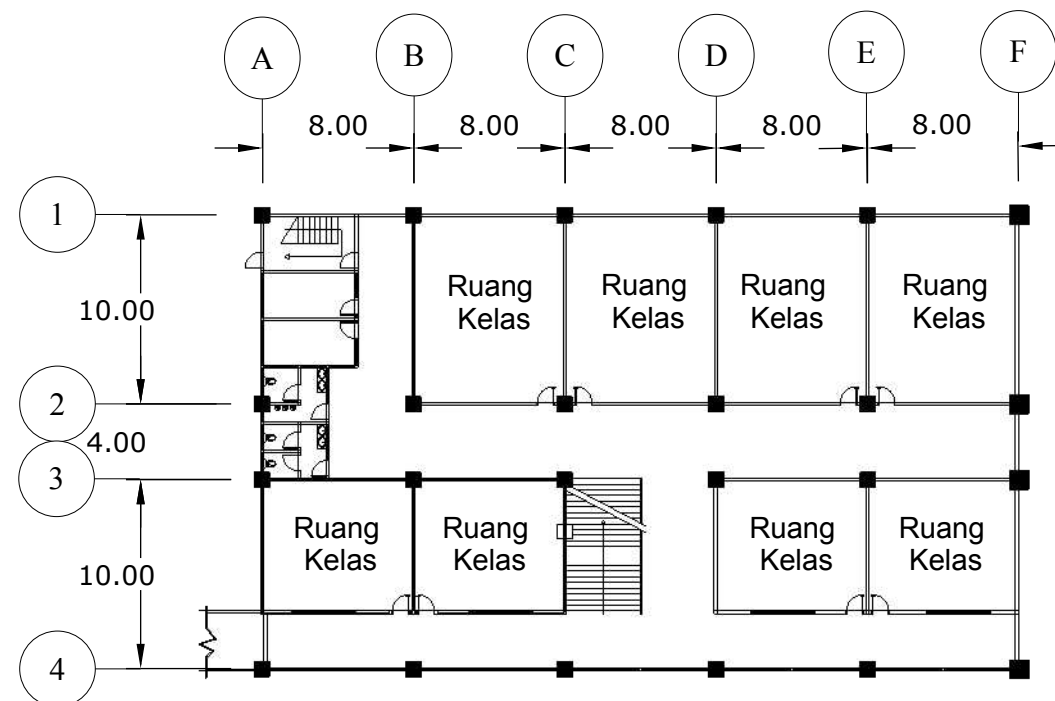 A B C D E F
8.00 8.00 8.00 8.00 8.00
1
10.00
Ruang
Kelas
Ruang
Kelas
Ruang
Kelas
Ruang
Kelas
2
4.00
3
10.00
Ruang
Kelas
Ruang
Kelas
Ruang
Kelas
Ruang
Kelas
4